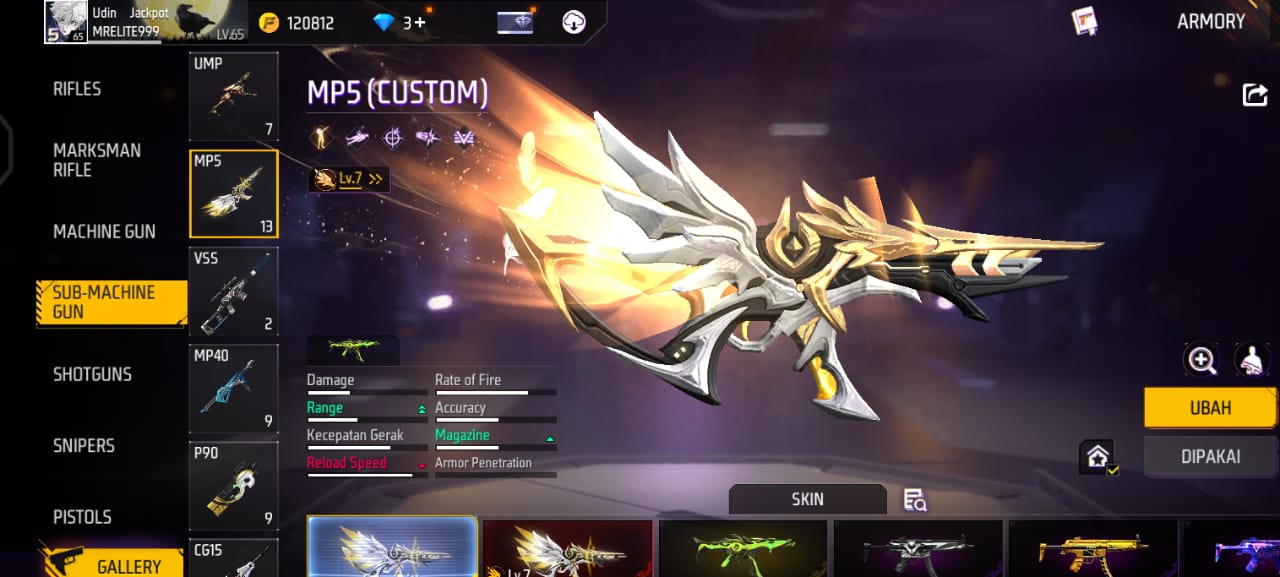 Udin Jackpot
MRELITE999
5
65
LV.65
120812
3+
ARMORY
RIFLES
MARKSMAN
RIFLE
MACHINE GUN
SUB-MACHINE
GUN
SHOTGUNS
SNIPERS
PISTOLS
GALLERY
UMP
7
MP5
13
VSS
2
MP40
9
P90
9
CG15
MP5 (CUSTOM)
Lv.7 >>
Damage
Rate of Fire
Range
Accuracy
Kecepatan Gerak
Magazine
Reload Speed
Armor Penetration
UBAH
DIPAKAI
SKIN
Lv.7